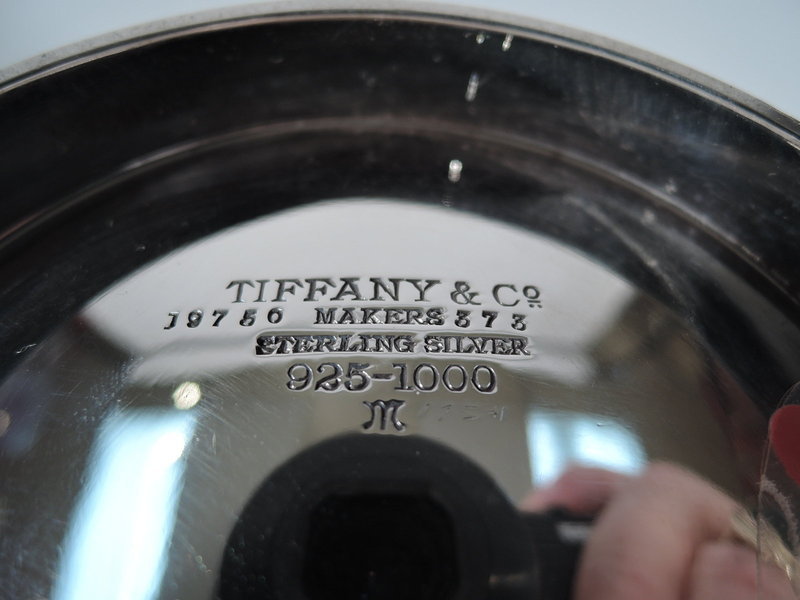 TIFFANY & Co
19750 MAKERS 373
STERLING SILVER
925-1000
M